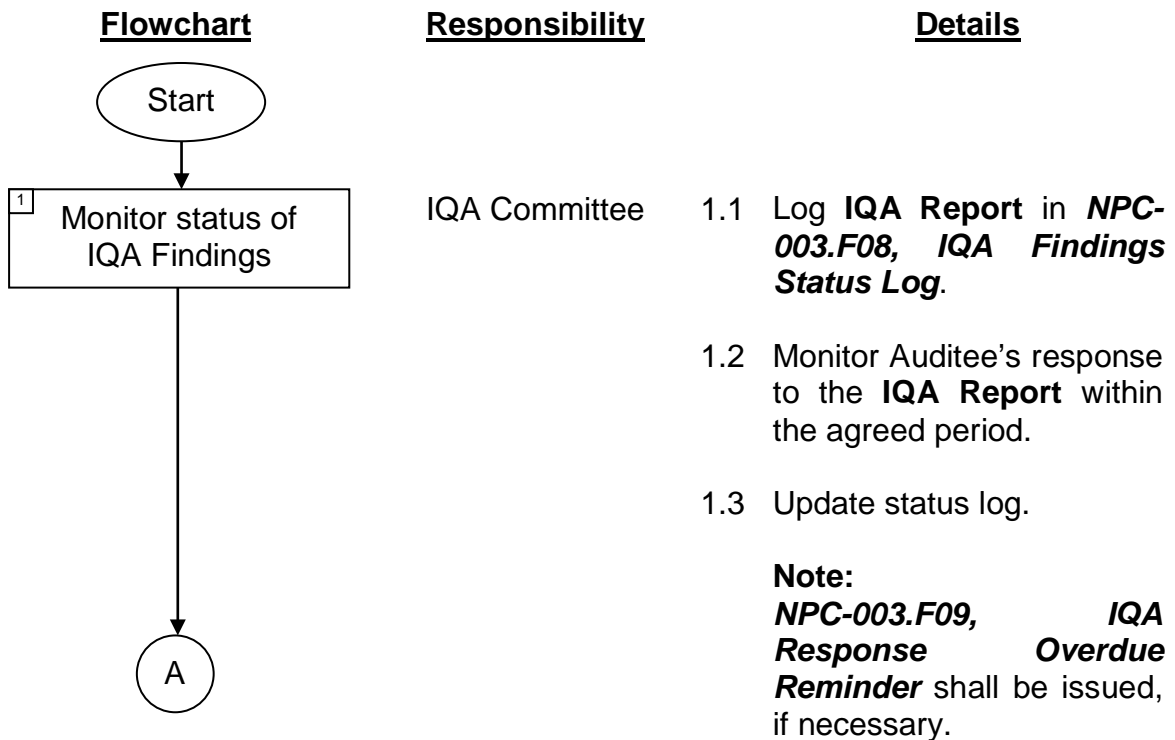 Flowchart Responsibility Details
Start
1
Monitor status of
IQA Findings
IQA Committee
1.1 Log IQA Report in NPC-
003.F08, IQA Findings
Status Log.
1.2 Monitor Auditee’s response
to the IQA Report within
the agreed period.
1.3 Update status log.
Note:
NPC-003.F09, IQA
Response Overdue
Reminder shall be issued,
if necessary.
A